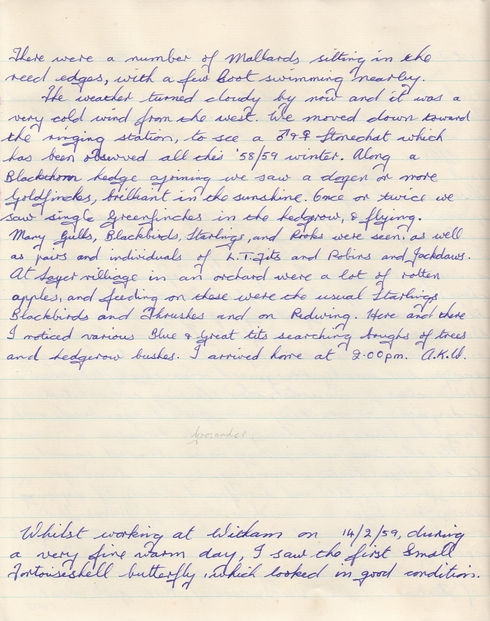 There were a number of Mallards sitting in the
reed edges, with a few Coot swimming nearby.
The weather turned cloudy by now and it was a
very cold wind from the west. We moved down toward
the ringing station, to see a ♂ & ♀ Stonechat which
has been observed all this '58/59 winter. Along a
Blackthorn hedge ajoining we saw a dozen or more
Goldfinches, brilliant in the sunshine. Once or twice we
saw single Greenfinches in the hedgrow, & flying.
Many Gulls, Blackbirds, Starlings, and Rooks were seen, as well
as pairs and individuals of L.T.Tits and Robins and Jackdaws.
At Layer villiage in an orchard were a lot of rotten
apples, and feeding on these were the usual Starlings
Blackbirds and Thrushes and on Redwing. Here and there
I noticed various Blue & Great tits searching boughs of trees
and hedgerow bushes. I arrived home at 2.00pm. A.K.W.
Whilst working at Witham on 14/2/59, during
a very fine warm day, I saw the first Small
Tortoiseshell butterfly, which looked in good condition.